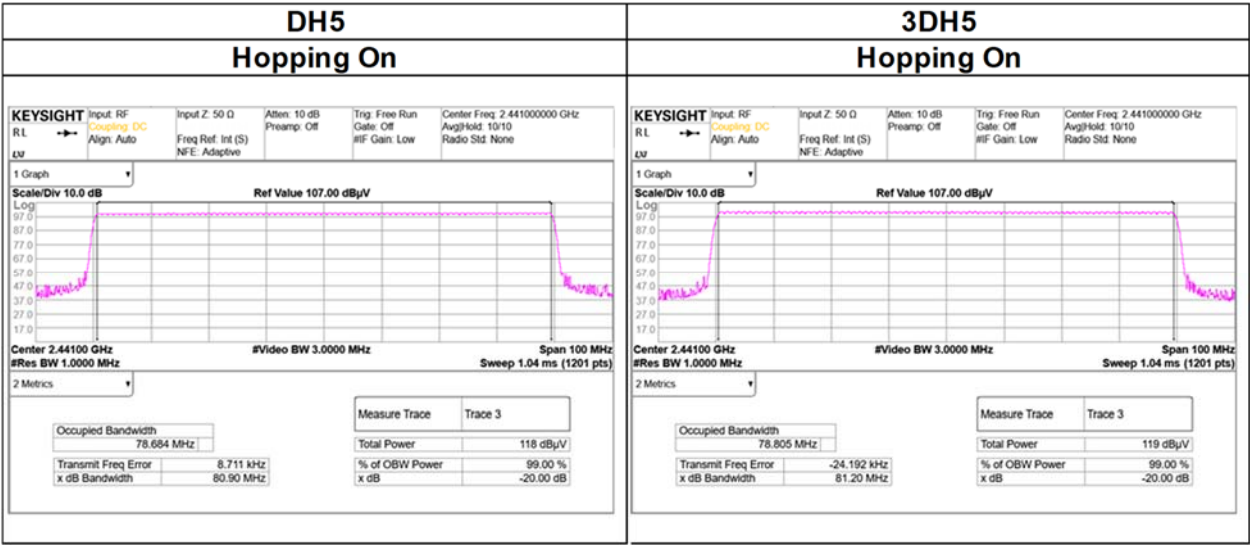 DH5
3DH5
Hopping On
Hopping On
KEYSIGHT Input: RF Input Z: 50 Ω Atten: 10 dB Trig: Free Run Center Freq: 2.441000000 GHz
RL Coupling: DC Preamp: Off Gate: Off Avg|Hold: 10/10
Align: Auto Freq Ref: Int (S) #IF Gain: Low Radio Std: None
NFE: Adaptive
1 Graph
Scale/Div 10.0 dB Ref Value 107.00 dBµV
Log
97.0
87.0
77.0
67.0
57.0
47.0
37.0
27.0
17.0
Center 2.44100 GHz #Video BW 3.0000 MHz Span 100 MHz
#Res BW 1.0000 MHz Sweep 1.04 ms (1201 pts)
2 Metrics
Measure Trace Trace 3
Occupied Bandwidth
78.684 MHz Total Power 118 dBµV
Transmit Freq Error 8.711 kHz % of OBW Power 99.00 %
x dB Bandwidth 80.90 MHz x dB -20.00 dB
KEYSIGHT Input: RF Input Z: 50 Ω Atten: 10 dB Trig: Free Run Center Freq: 2.441000000 GHz
RL Coupling: DC Preamp: Off Gate: Off Avg|Hold: 10/10
Align: Auto Freq Ref: Int (S) #IF Gain: Low Radio Std: None
NFE: Adaptive
1 Graph
Scale/Div 10.0 dB Ref Value 107.00 dBµV
Log
97.0
87.0
77.0
67.0
57.0
47.0
37.0
27.0
17.0
Center 2.44100 GHz #Video BW 3.0000 MHz Span 100 MHz
#Res BW 1.0000 MHz Sweep 1.04 ms (1201 pts)
2 Metrics
Measure Trace Trace 3
Occupied Bandwidth
78.805 MHz Total Power 119 dBµV
Transmit Freq Error -24.192 kHz % of OBW Power 99.00 %
x dB Bandwidth 81.20 MHz x dB -20.00 dB